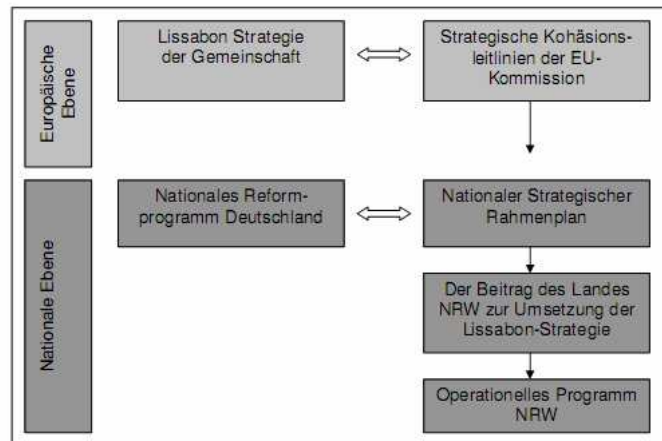 Europäische
Ebene
Lissabon Strategie
der Gemeinschaft
Strategische Kohäsions-
leitlinien der EU-
Kommission
Nationale Ebene
Nationales Reform-
programm Deutschland
Nationaler Strategischer
Rahmenplan
Der Beitrag des Landes
NRW zur Umsetzung der
Lissabon-Strategie
Operationelles Programm
NRW